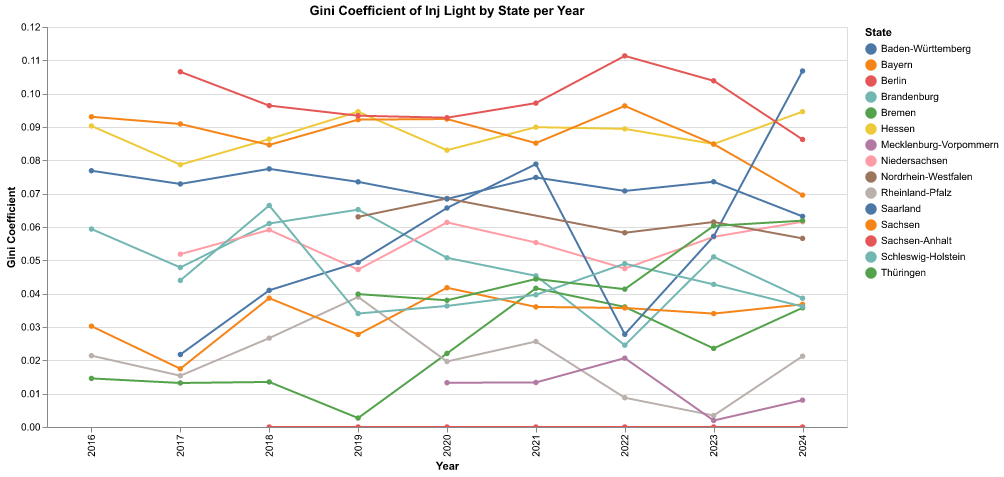 Gini Coefficient of Inj Light by State per Year
0.12
0.11
0.10
0.09
0.08
0.07
0.06
0.05
0.04
0.03
0.02
0.01
0.00
Gini Coefficient
2016
2017
2018
2019
2020
2021
2022
2023
2024
Year
State
Baden-Württemberg
Bayern
Berlin
Brandenburg
Bremen
Hessen
Mecklenburg-Vorpommern
Niedersachsen
Nordrhein-Westfalen
Rheinland-Pfalz
Saarland
Sachsen
Sachsen-Anhalt
Schleswig-Holstein
Thüringen